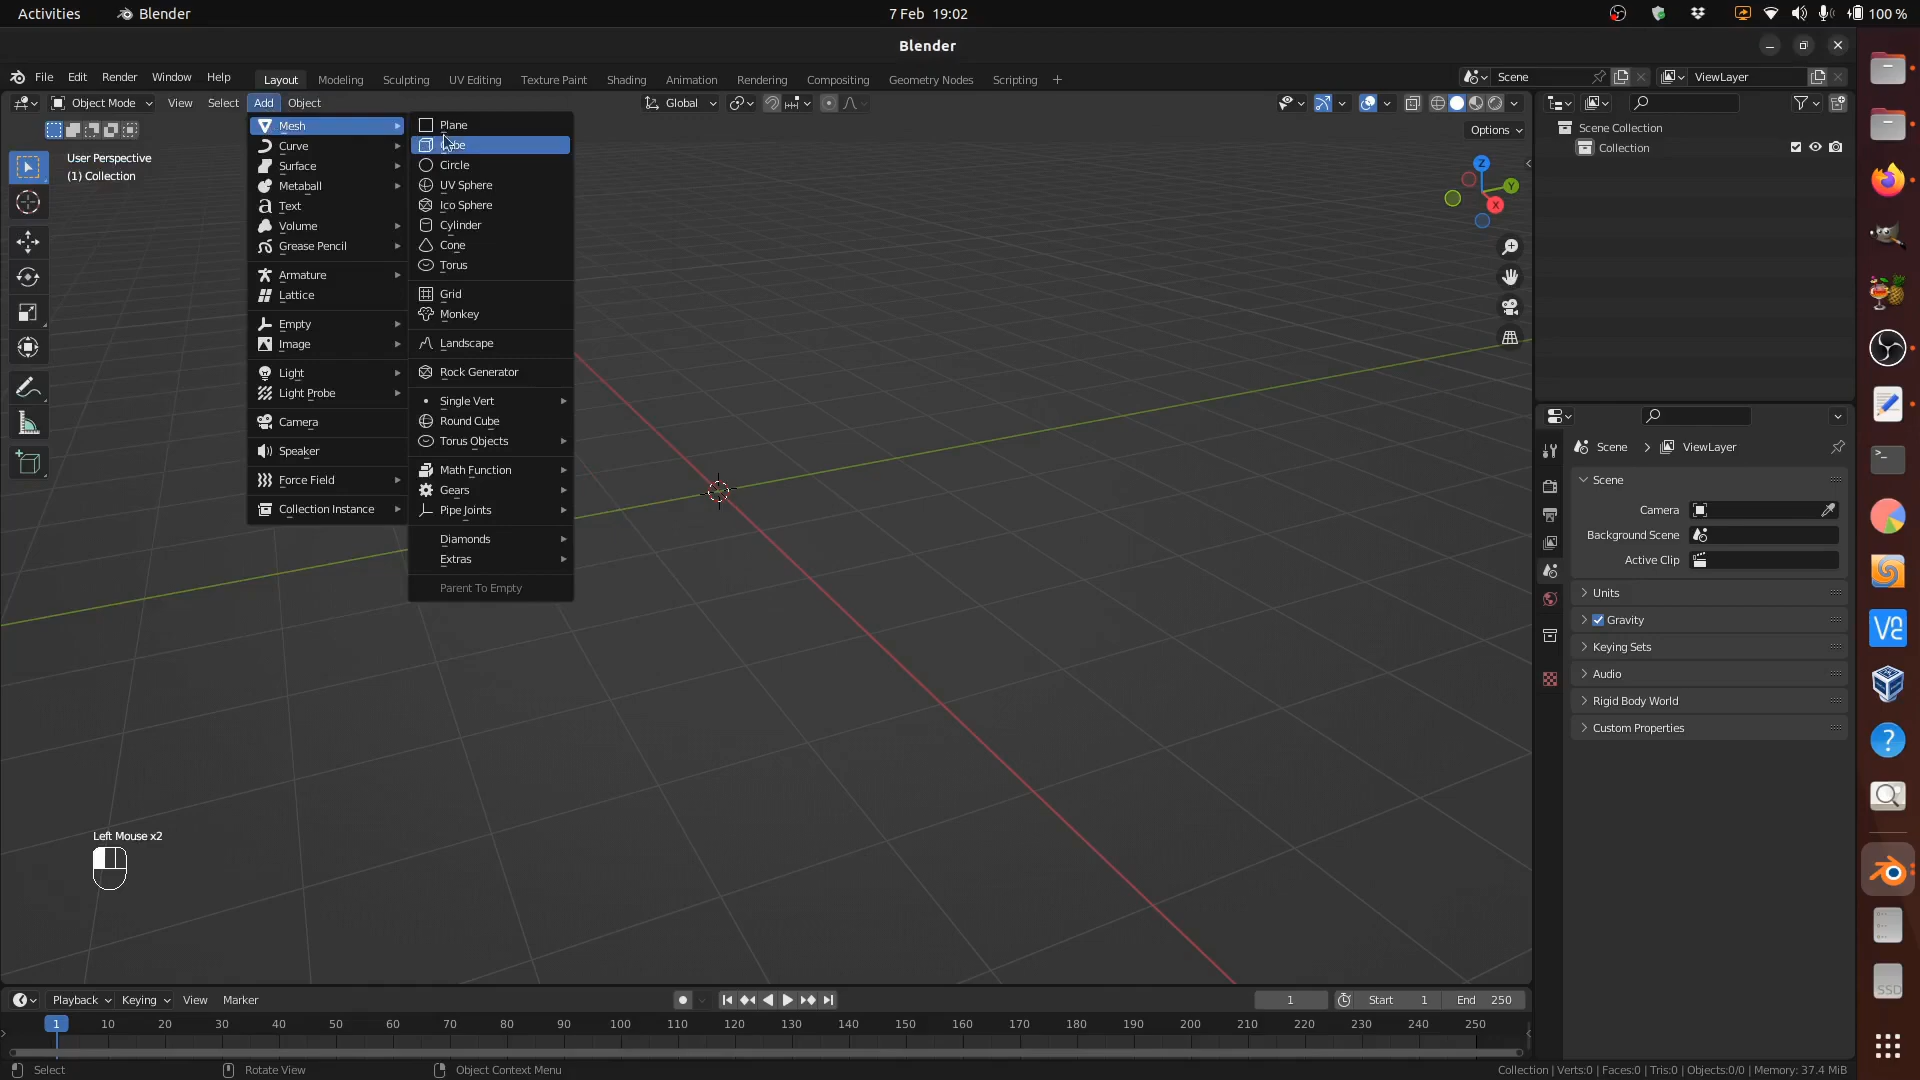 Activities Blender 7 Feb 19:02 100 %
Blender
File Edit Render Window Help Layout Modeling Sculpting UV Editing Texture Paint Shading Animation Rendering Compositing Geometry Nodes Scripting + Scene ViewLayer
Object Mode View Select Add Object Global
Options
User Perspective
(1) Collection
Mesh
Curve
Surface
Metaball
Text
Volume
Grease Pencil
Armature
Lattice
Empty
Image
Light
Light Probe
Camera
Speaker
Force Field
Collection Instance
Plane
Cube
Circle
UV Sphere
Ico Sphere
Cylinder
Cone
Torus
Grid
Monkey
Landscape
Rock Generator
Single Vert
Round Cube
Torus Objects
Math Function
Gears
Pipe Joints
Diamonds
Extras
Parent To Empty
Z
Y
X
Scene Collection
Collection
Scene > ViewLayer
Scene
Camera
Background Scene
Active Clip
Units
Gravity
Keying Sets
Audio
Rigid Body World
Custom Properties
Left Mouse x2
Playback Keying View Marker 1 Start 1 End 250
1 10 20 30 40 50 60 70 80 90 100 110 120 130 140 150 160 170 180 190 200 210 220 230 240 250
Select Rotate View Object Context Menu Collection | Verts:0 | Faces:0 | Tris:0 | Objects:0/0 | Memory: 37.4 MiB
SSD